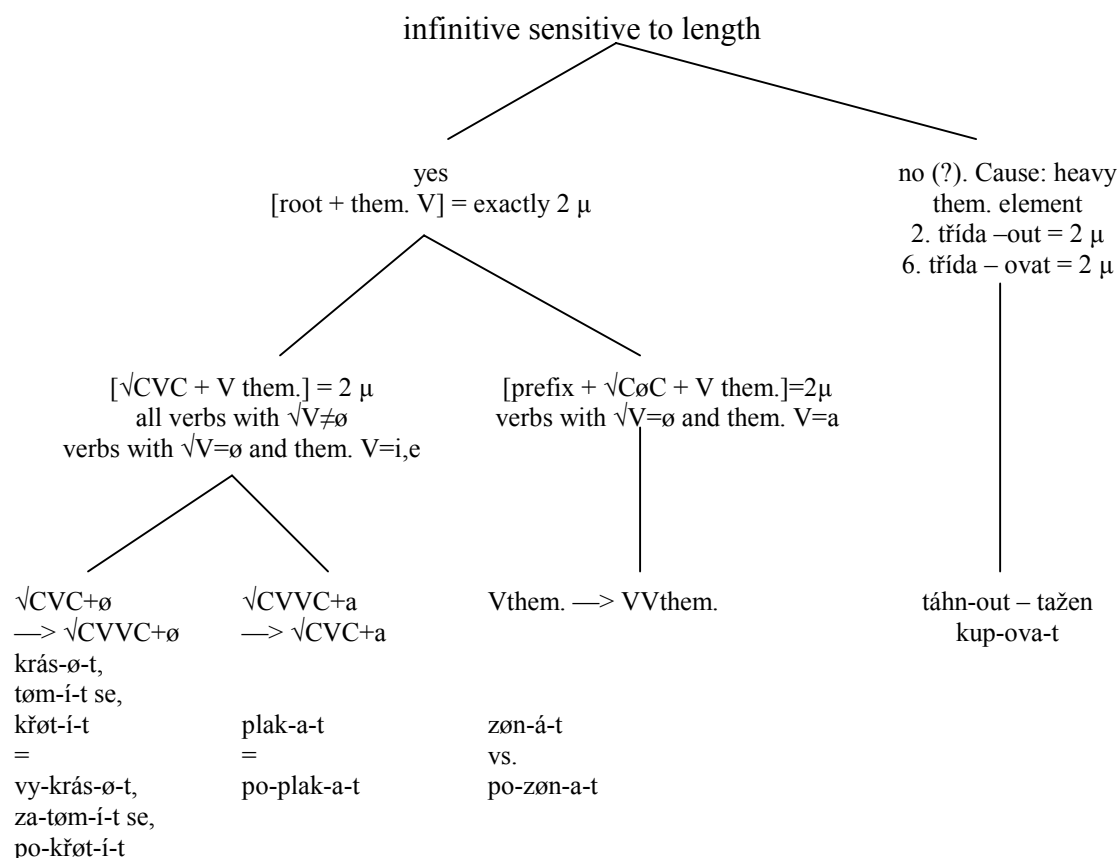 infinitive sensitive to length
yes
[root + them. V] = exactly 2 μ
no (?). Cause: heavy
them. element
2. třída –out = 2 μ
6. třída – ovat = 2 μ
[√CVC + V them.] = 2 μ
all verbs with √V≠ø
verbs with √V=ø and them. V=i,e
[prefix + √CøC + V them.]=2μ
verbs with √V=ø and them. V=a
√CVC+ø
—> √CVVC+ø
krás-ø-t,
tøm-í-t se,
křøt-í-t
=
vy-krás-ø-t,
za-tøm-í-t se,
po-křøt-í-t
√CVVC+a
—> √CVC+a
plak-a-t
=
po-plak-a-t
Vthem. —> VVthem.
zøn-á-t
vs.
po-zøn-a-t
táhn-out – tažen
kup-ova-t